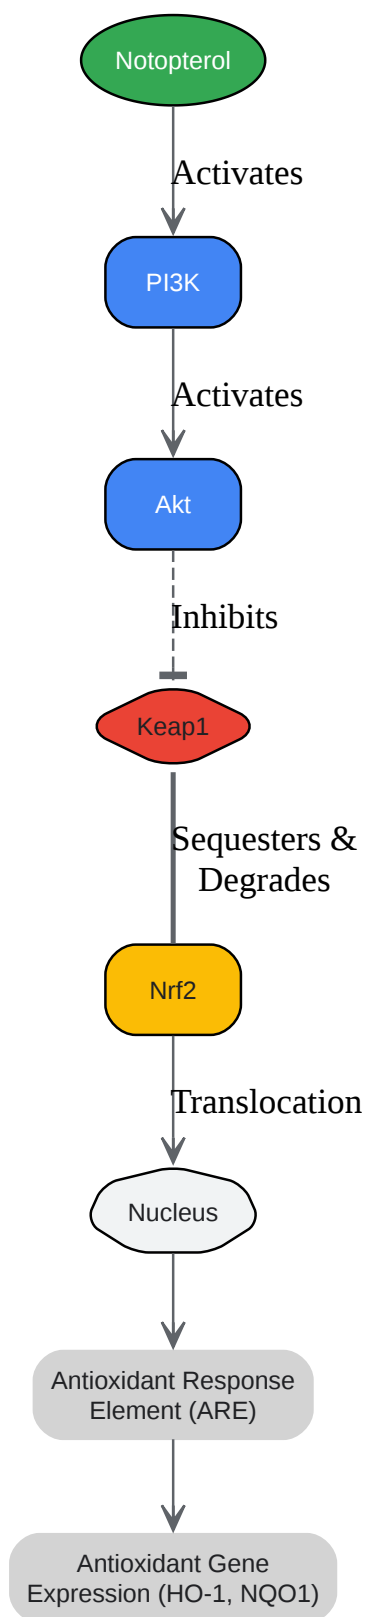 Notopterol
Activates
PI3K
Activates
Akt
Inhibits
Keap1
Sequesters &
Degrades
Nrf2
Translocation
Nucleus
Antioxidant Response
Element (ARE)
Antioxidant Gene
Expression (HO-1, NQO1)